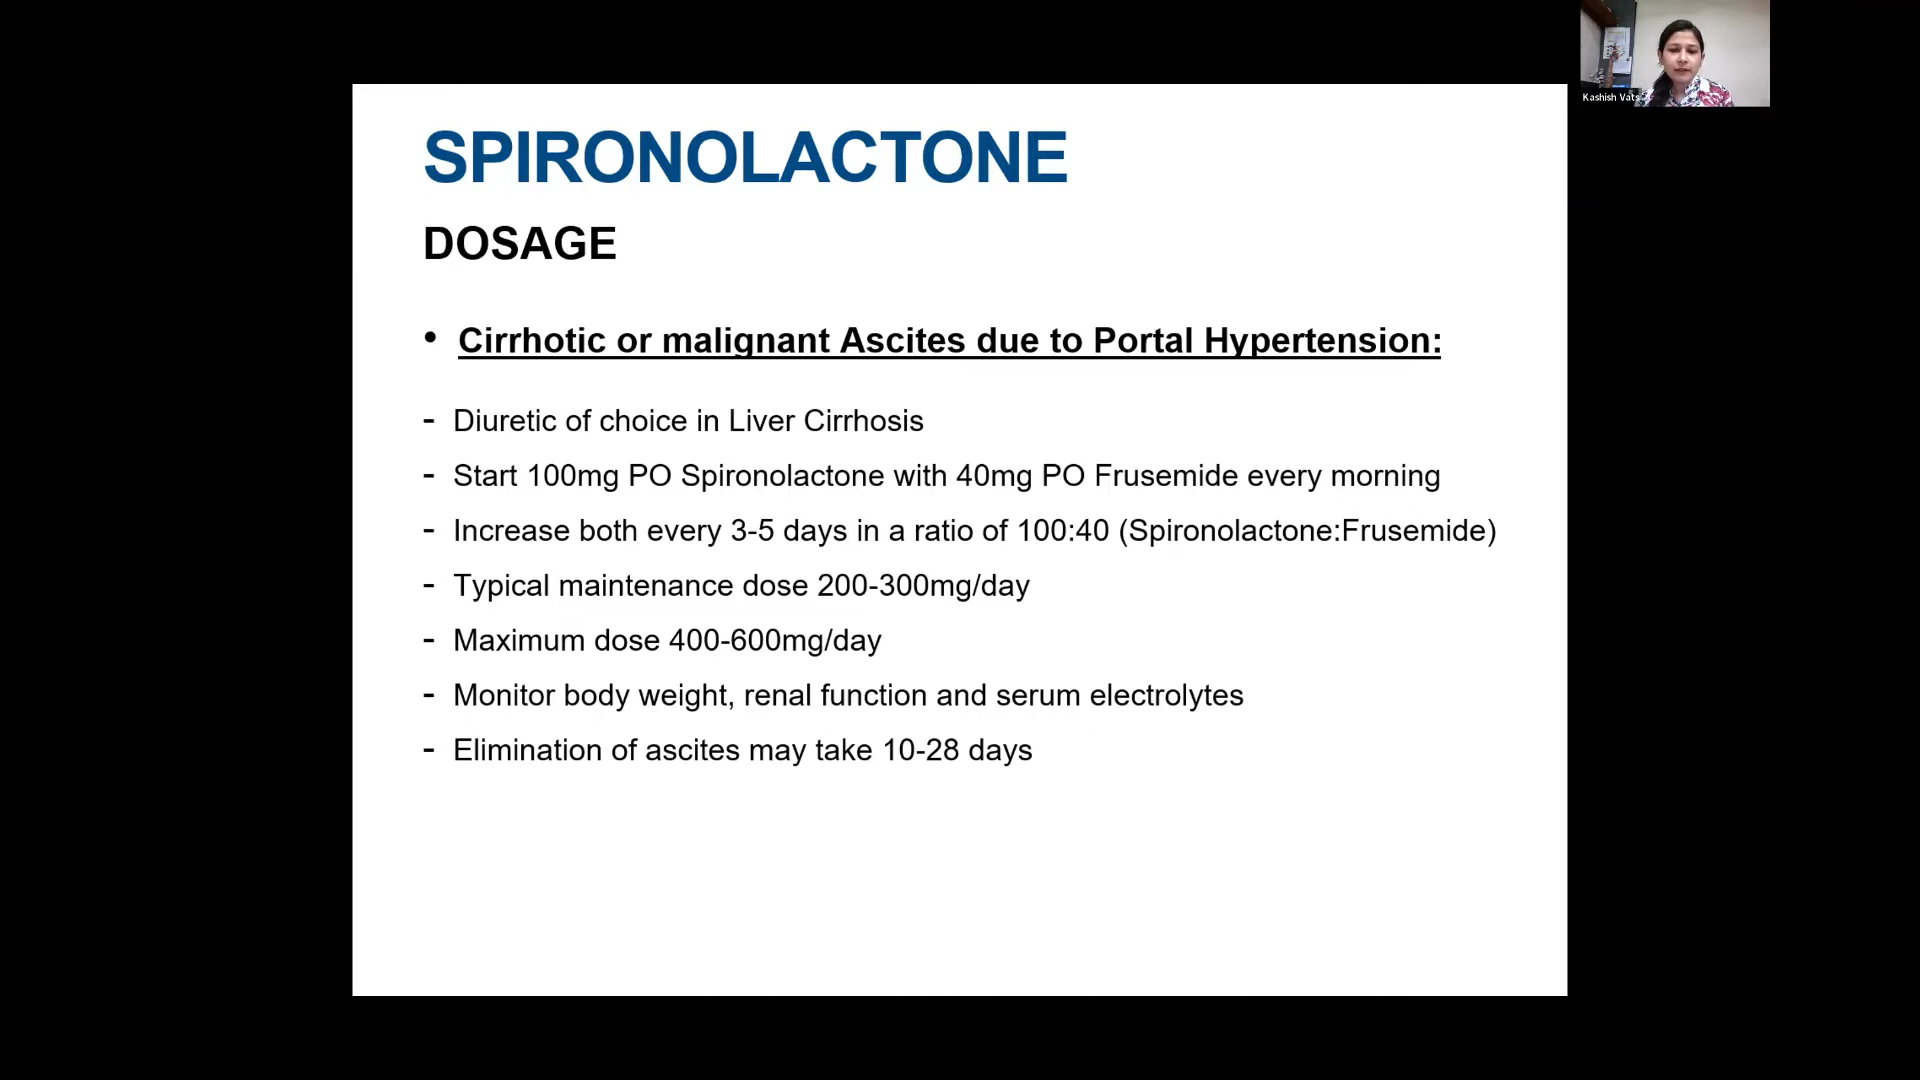 SPIRONOLACTONE
DOSAGE
• Cirrhotic or malignant Ascites due to Portal Hypertension:
- Diuretic of choice in Liver Cirrhosis
- Start 100mg PO Spironolactone with 40mg PO Frusemide every morning
- Increase both every 3-5 days in a ratio of 100:40 (Spironolactone:Frusemide)
- Typical maintenance dose 200-300mg/day
- Maximum dose 400-600mg/day
- Monitor body weight, renal function and serum electrolytes
- Elimination of ascites may take 10-28 days
Kashish Vats